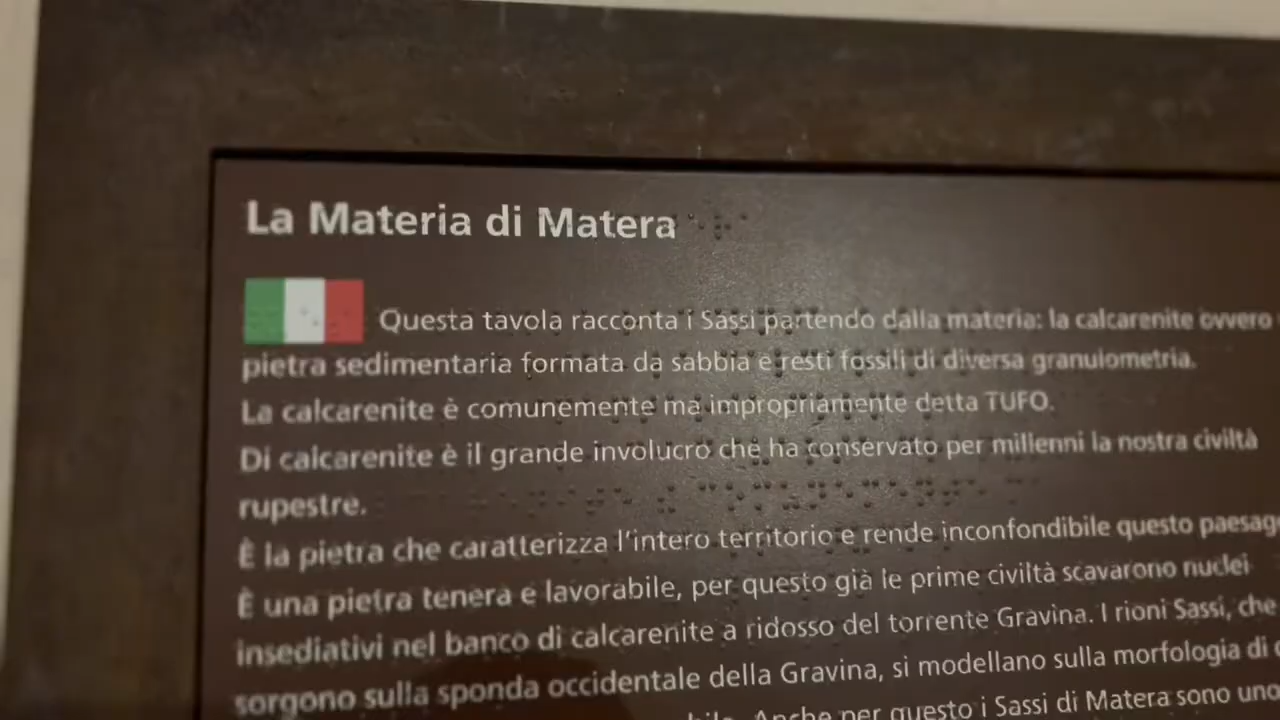 La Materia di Matera
Questa tavola racconta i Sassi partendo dalla materia: la calcarenite ovvero
pietra sedimentaria formata da sabbia e resti fossili di diversa granulometria.
La calcarenite è comunemente ma impropriamente detta TUFO.
Di calcarenite è il grande involucro che ha conservato per millenni la nostra civiltà
rupestre.
È la pietra che caratterizza l'intero territorio e rende inconfondibile questo paesag
È una pietra tenera e lavorabile, per questo già le prime civiltà scavarono nuclei
insediativi nel banco di calcarenite a ridosso del torrente Gravina. I rioni Sassi, che
sorgono sulla sponda occidentale della Gravina, si modellano sulla morfologia di
Anche per questo i Sassi di Matera sono uno